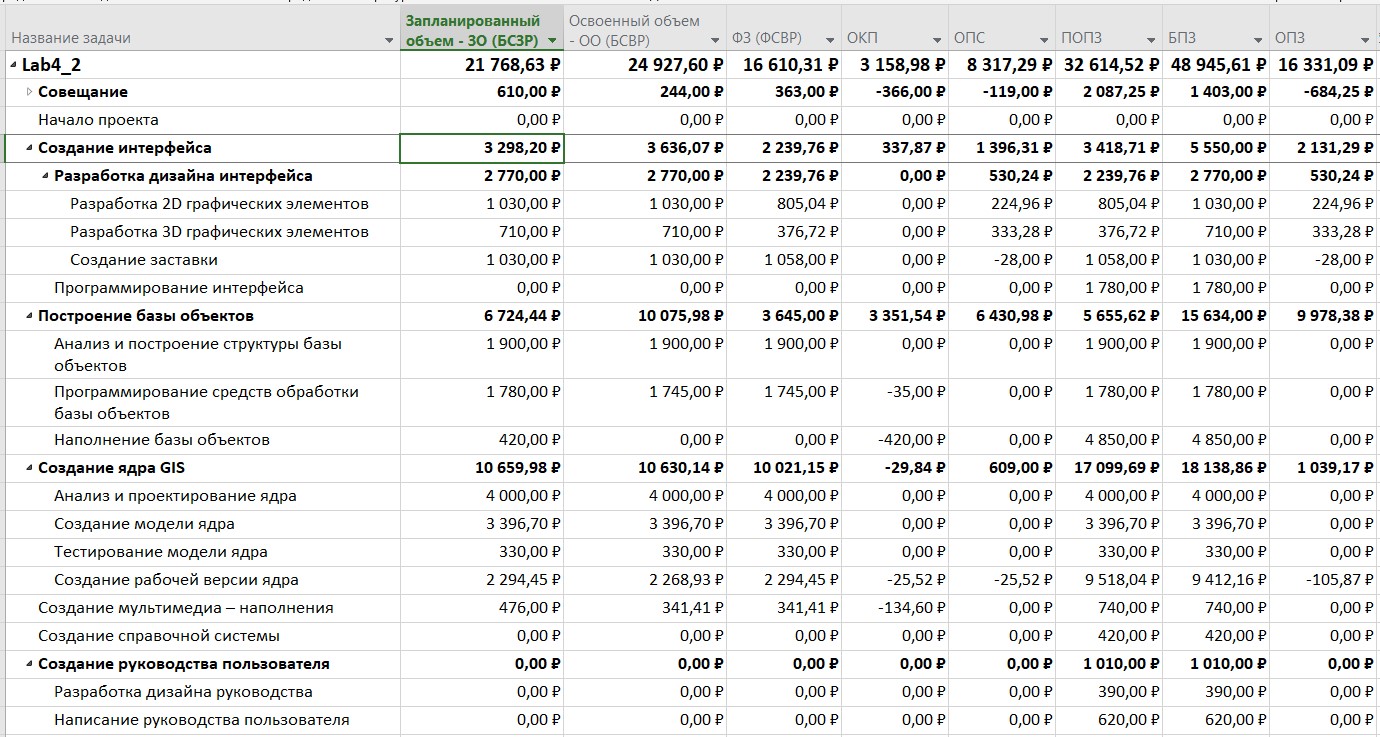 Название задачи Запланированный объем - ЗО (БСЗР) Освоенный объем - ОО (БСВР) ФЗ (ФСВР) ОКП ОПС ПОПЗ БПЗ ОПЗ
Lab4_2 21 768,63 ₽ 24 927,60 ₽ 16 610,31 ₽ 3 158,98 ₽ 8 317,29 ₽ 32 614,52 ₽ 48 945,61 ₽ 16 331,09 ₽
Совещание 610,00 ₽ 244,00 ₽ 363,00 ₽ -366,00 ₽ -119,00 ₽ 2 087,25 ₽ 1 403,00 ₽ -684,25 ₽
Начало проекта 0,00 ₽ 0,00 ₽ 0,00 ₽ 0,00 ₽ 0,00 ₽ 0,00 ₽ 0,00 ₽ 0,00 ₽
Создание интерфейса 3 298,20 ₽ 3 636,07 ₽ 2 239,76 ₽ 337,87 ₽ 1 396,31 ₽ 3 418,71 ₽ 5 550,00 ₽ 2 131,29 ₽
Разработка дизайна интерфейса 2 770,00 ₽ 2 770,00 ₽ 2 239,76 ₽ 0,00 ₽ 530,24 ₽ 2 239,76 ₽ 2 770,00 ₽ 530,24 ₽
Разработка 2D графических элементов 1 030,00 ₽ 1 030,00 ₽ 805,04 ₽ 0,00 ₽ 224,96 ₽ 805,04 ₽ 1 030,00 ₽ 224,96 ₽
Разработка 3D графических элементов 710,00 ₽ 710,00 ₽ 376,72 ₽ 0,00 ₽ 333,28 ₽ 376,72 ₽ 710,00 ₽ 333,28 ₽
Создание заставки 1 030,00 ₽ 1 030,00 ₽ 1 058,00 ₽ 0,00 ₽ -28,00 ₽ 1 058,00 ₽ 1 030,00 ₽ -28,00 ₽
Программирование интерфейса 0,00 ₽ 0,00 ₽ 0,00 ₽ 0,00 ₽ 0,00 ₽ 1 780,00 ₽ 1 780,00 ₽ 0,00 ₽
Построение базы объектов 6 724,44 ₽ 10 075,98 ₽ 3 645,00 ₽ 3 351,54 ₽ 6 430,98 ₽ 5 655,62 ₽ 15 634,00 ₽ 9 978,38 ₽
Анализ и построение структуры базы объектов 1 900,00 ₽ 1 900,00 ₽ 1 900,00 ₽ 0,00 ₽ 0,00 ₽ 1 900,00 ₽ 1 900,00 ₽ 0,00 ₽
Программирование средств обработки базы объектов 1 780,00 ₽ 1 745,00 ₽ 1 745,00 ₽ -35,00 ₽ 0,00 ₽ 1 780,00 ₽ 1 780,00 ₽ 0,00 ₽
Наполнение базы объектов 420,00 ₽ 0,00 ₽ 0,00 ₽ -420,00 ₽ 0,00 ₽ 4 850,00 ₽ 4 850,00 ₽ 0,00 ₽
Создание ядра GIS 10 659,98 ₽ 10 630,14 ₽ 10 021,15 ₽ -29,84 ₽ 609,00 ₽ 17 099,69 ₽ 18 138,86 ₽ 1 039,17 ₽
Анализ и проектирование ядра 4 000,00 ₽ 4 000,00 ₽ 4 000,00 ₽ 0,00 ₽ 0,00 ₽ 4 000,00 ₽ 4 000,00 ₽ 0,00 ₽
Создание модели ядра 3 396,70 ₽ 3 396,70 ₽ 3 396,70 ₽ 0,00 ₽ 0,00 ₽ 3 396,70 ₽ 3 396,70 ₽ 0,00 ₽
Тестирование модели ядра 330,00 ₽ 330,00 ₽ 330,00 ₽ 0,00 ₽ 0,00 ₽ 330,00 ₽ 330,00 ₽ 0,00 ₽
Создание рабочей версии ядра 2 294,45 ₽ 2 268,93 ₽ 2 294,45 ₽ -25,52 ₽ -25,52 ₽ 9 518,04 ₽ 9 412,16 ₽ -105,87 ₽
Создание мультимедиа – наполнения 476,00 ₽ 341,41 ₽ 341,41 ₽ -134,60 ₽ 0,00 ₽ 740,00 ₽ 740,00 ₽ 0,00 ₽
Создание справочной системы 0,00 ₽ 0,00 ₽ 0,00 ₽ 0,00 ₽ 0,00 ₽ 420,00 ₽ 420,00 ₽ 0,00 ₽
Создание руководства пользователя 0,00 ₽ 0,00 ₽ 0,00 ₽ 0,00 ₽ 0,00 ₽ 1 010,00 ₽ 1 010,00 ₽ 0,00 ₽
Разработка дизайна руководства 0,00 ₽ 0,00 ₽ 0,00 ₽ 0,00 ₽ 0,00 ₽ 390,00 ₽ 390,00 ₽ 0,00 ₽
Написание руководства пользователя 0,00 ₽ 0,00 ₽ 0,00 ₽ 0,00 ₽ 0,00 ₽ 620,00 ₽ 620,00 ₽ 0,00 ₽